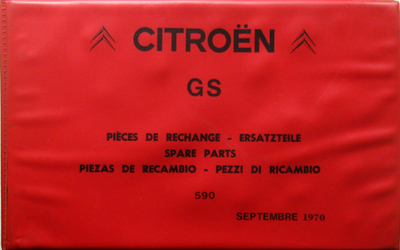 CITROËN
GS
PIÈCES DE RECHANGE - ERSATZTEILE
SPARE PARTS
PIEZAS DE RECAMBIO - PEZZI DI RICAMBIO
590
SEPTEMBRE 1970